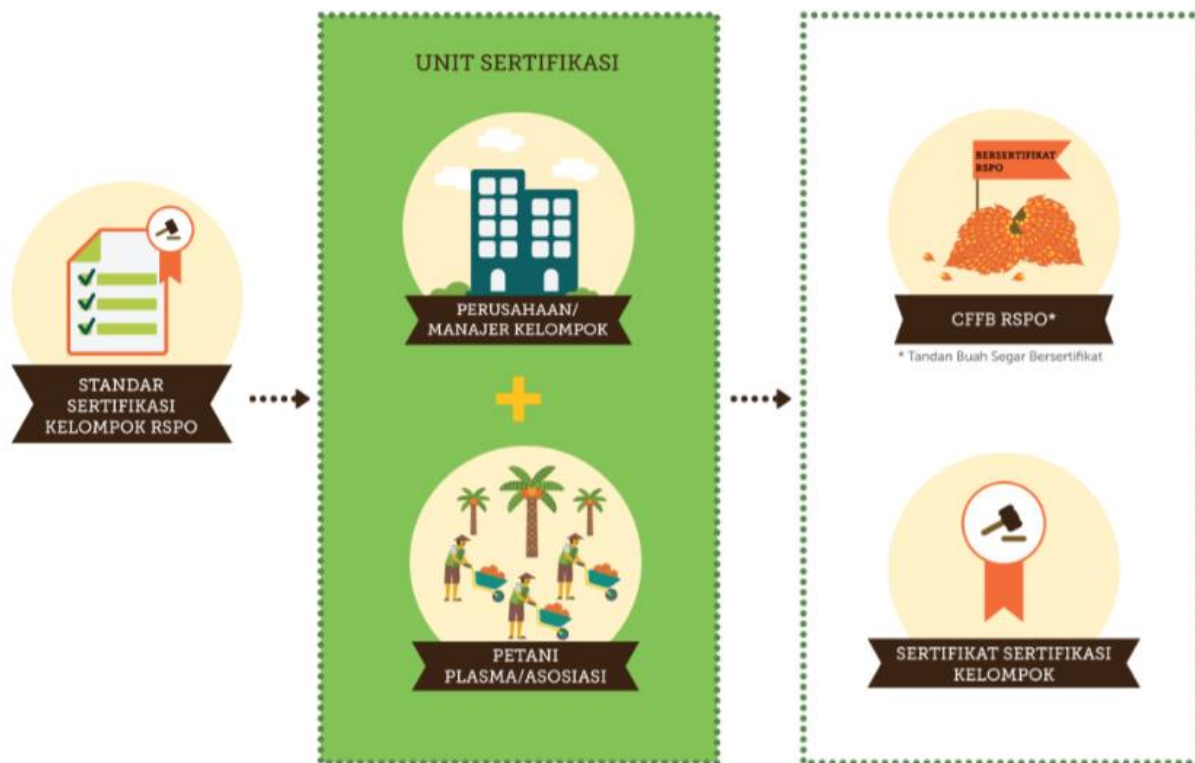 STANDAR
SERTIFIKASI
KELOMPOK RSPO
UNIT SERTIFIKASI
PERUSAHAAN/
MANAJER KELOMPOK
PETANI
PLASMA/ASOSIASI
BERSERTIFIKAT
RSPO
CFFB RSPO*
* Tandan Buah Segar Bersertifikat
SERTIFIKAT SERTIFIKASI
KELOMPOK